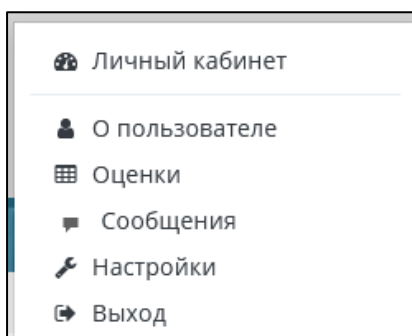 Личный кабинет
О пользователе
Оценки
Сообщения
Настройки
Выход